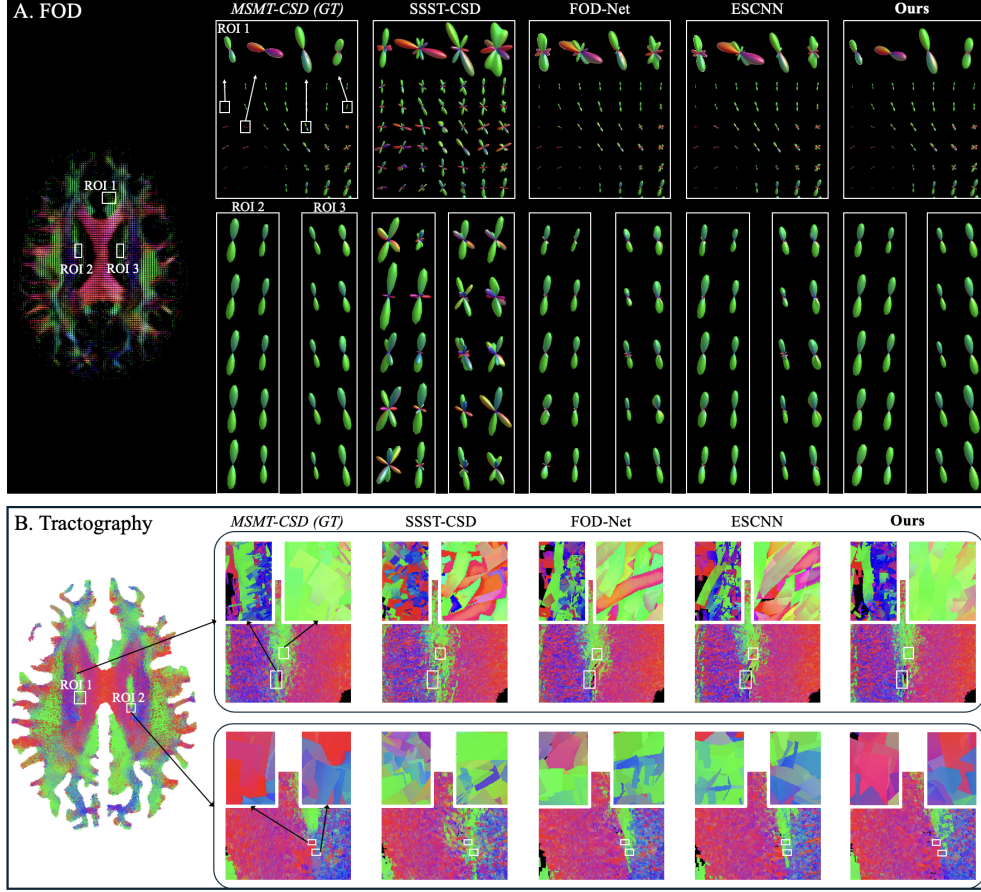 A. FOD
MSMT-CSD (GT) SSST-CSD FOD-Net ESCNN Ours
ROI 1
ROI 1
ROI 2 ROI 3
ROI 2 ROI 3
B. Tractography
MSMT-CSD (GT) SSST-CSD FOD-Net ESCNN Ours
ROI 1 ROI 2